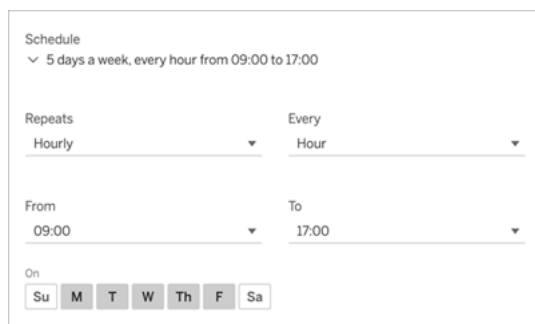 Schedule
5 days a week, every hour from 09:00 to 17:00
Repeats Every
Hourly Hour
From To
09:00 17:00
On
Su M T W Th F Sa